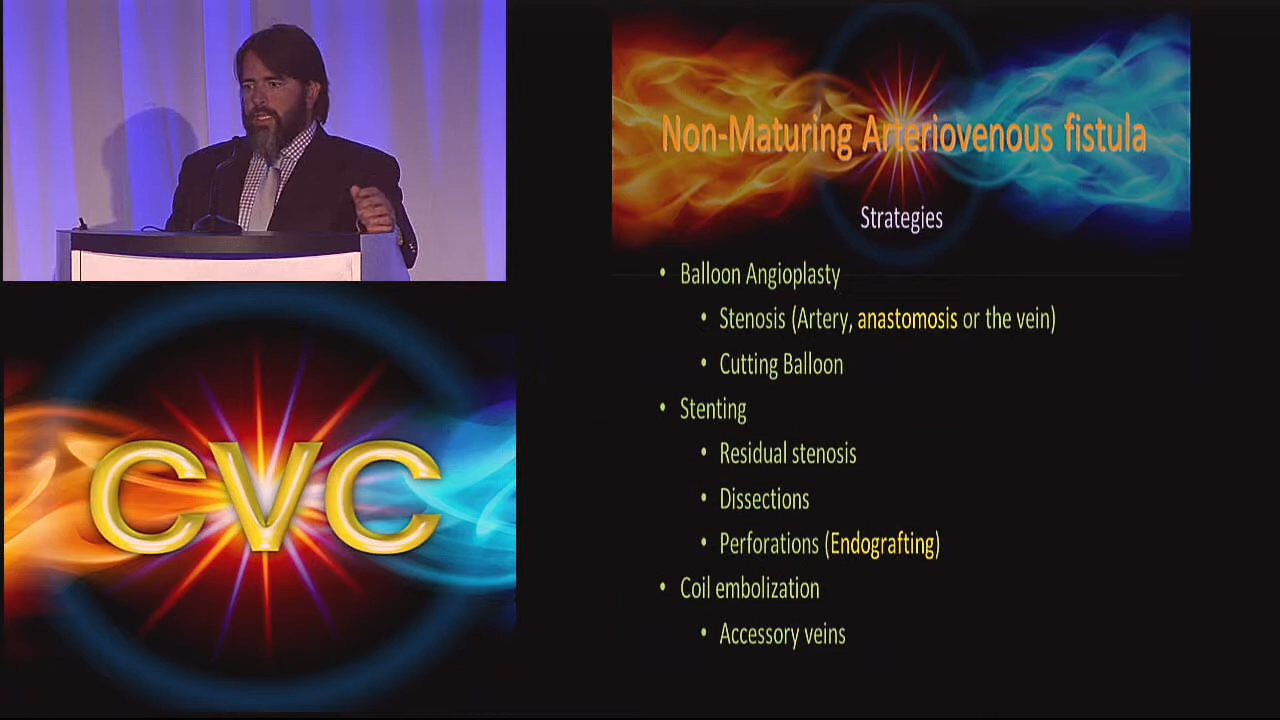 CVC
Non-Maturing Arteriovenous fistula
Strategies
• Balloon Angioplasty
• Stenosis (Artery, anastomosis or the vein)
• Cutting Balloon
• Stenting
• Residual stenosis
• Dissections
• Perforations (Endografting)
• Coil embolization
• Accessory veins